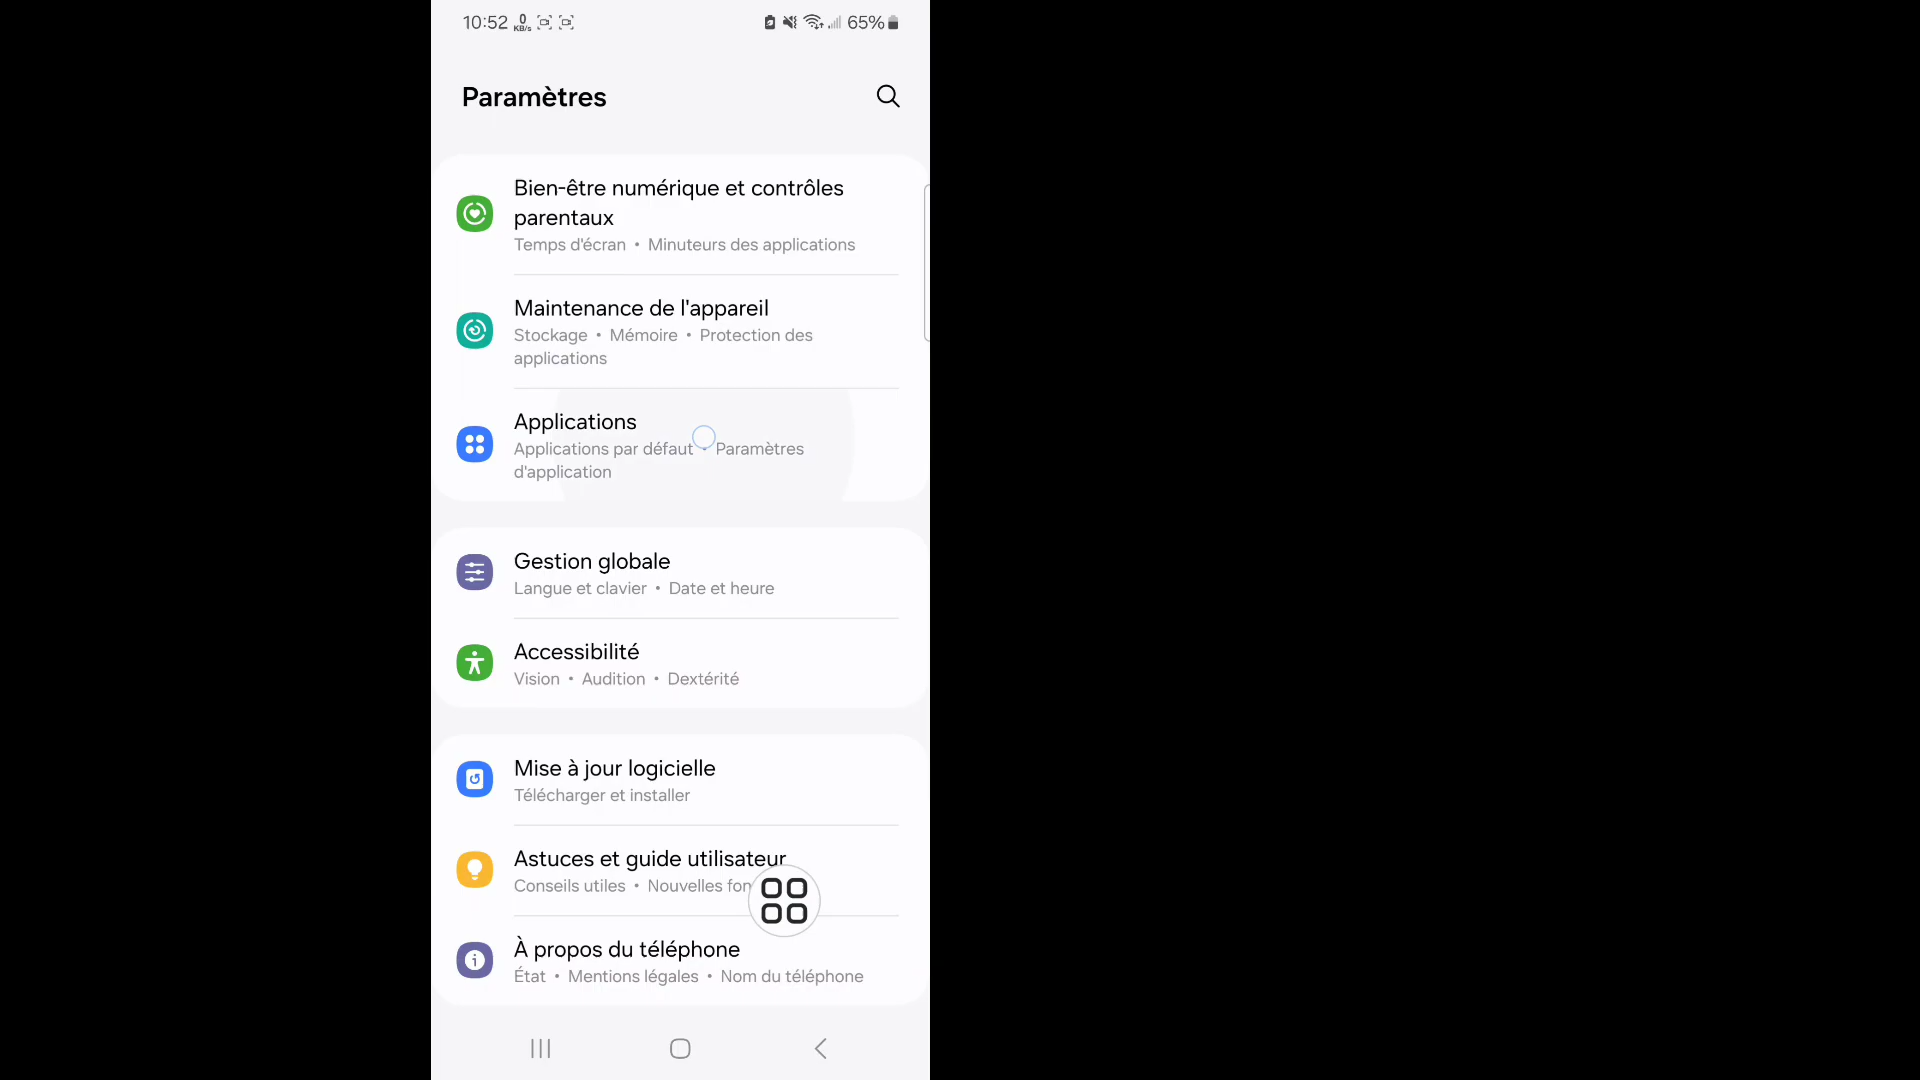 10:52 0 KB/s 65%
Paramètres
Bien-être numérique et contrôles
parentaux
Temps d'écran • Minuteurs des applications
Maintenance de l'appareil
Stockage • Mémoire • Protection des
applications
Applications
Applications par défaut • Paramètres
d'application
Gestion globale
Langue et clavier • Date et heure
Accessibilité
Vision • Audition • Dextérité
Mise à jour logicielle
Télécharger et installer
Astuces et guide utilisateur
Conseils utiles • Nouvelles fon
À propos du téléphone
État • Mentions légales • Nom du téléphone